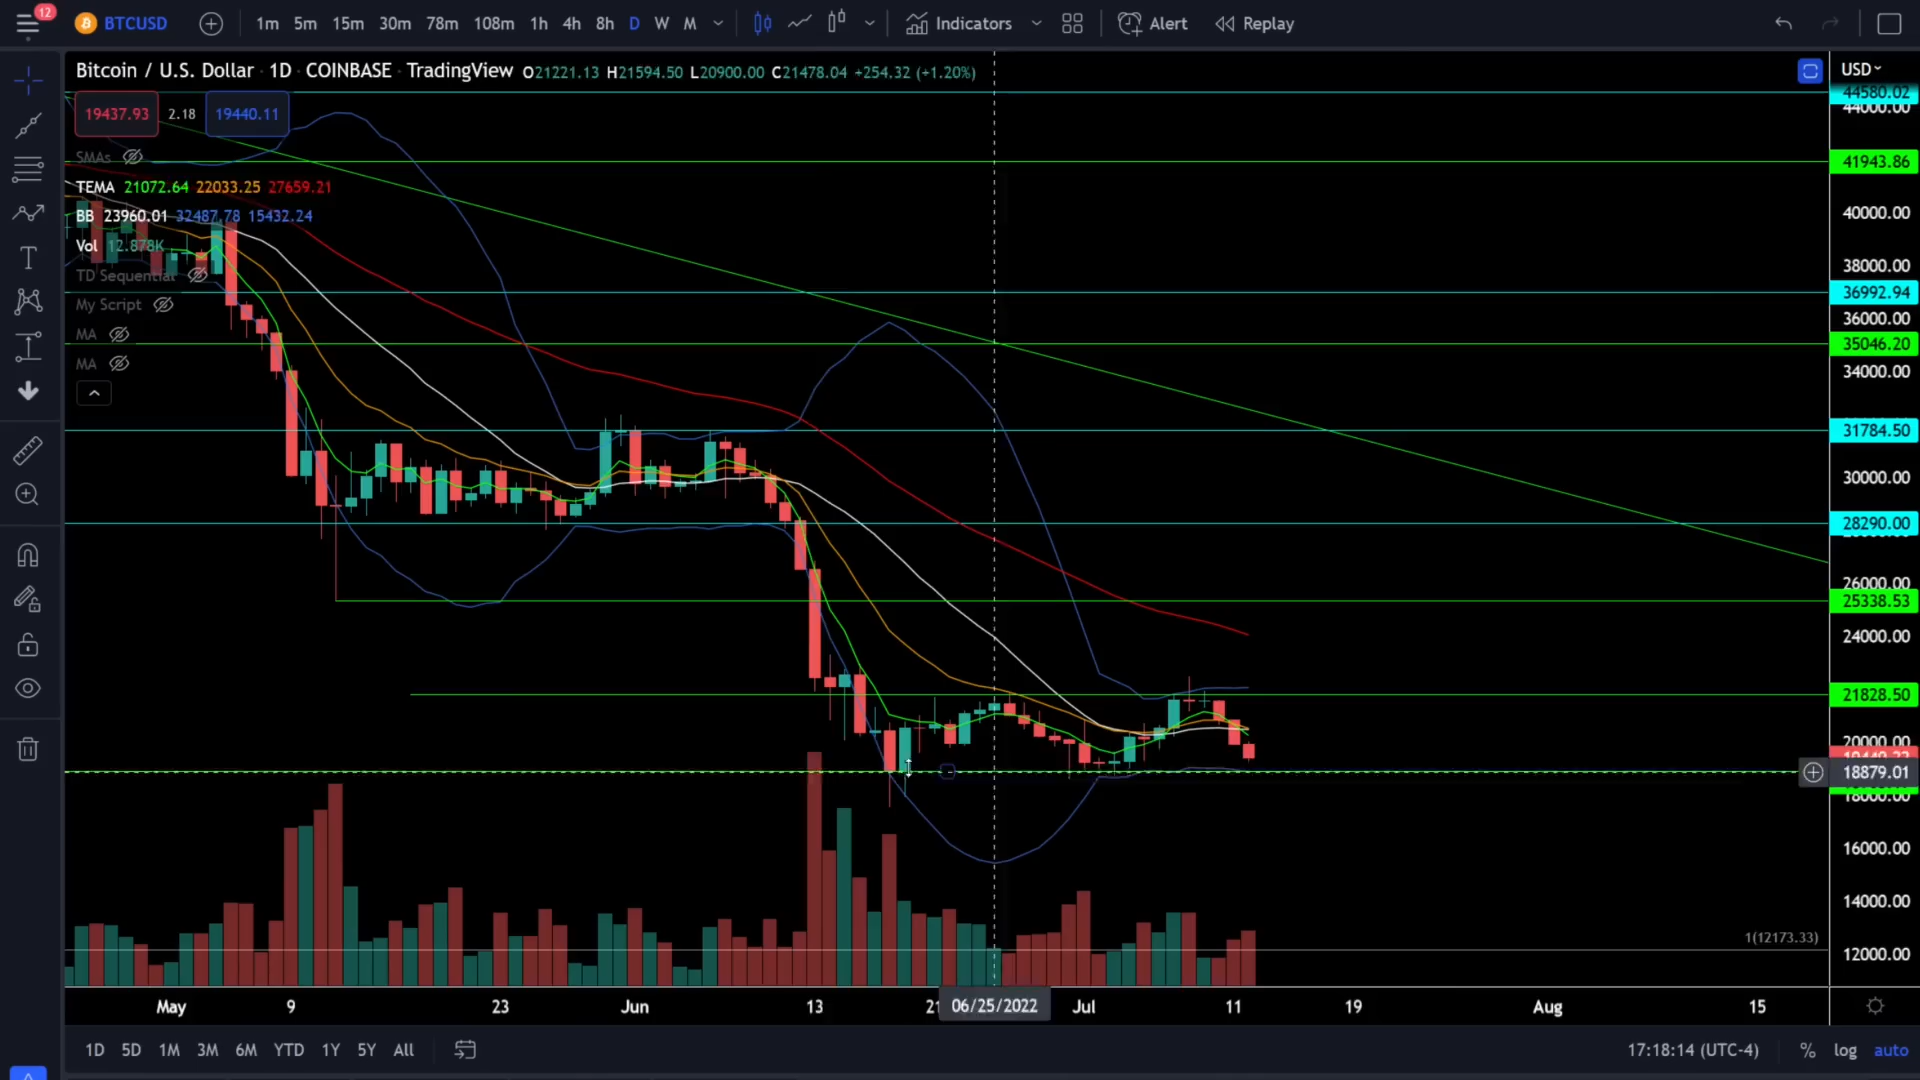 12
BTCUSD 1m 5m 15m 30m 78m 108m 1h 4h 8h D W M Indicators Alert Replay
Bitcoin / U.S. Dollar · 1D · COINBASE · TradingView O21221.13 H21594.50 L20900.00 C21478.04 +254.32 (+1.20%)
USD
19437.93 2.18 19440.11
SMAs
TEMA 21072.64 22033.25 27659.21
BB 23960.01 32487.78 15432.24
Vol 12.878K
TD Sequential
My Script
MA
MA
44580.02
44000.00
41943.86
40000.00
38000.00
36992.94
36000.00
35046.20
34000.00
31784.50
30000.00
28290.00
26000.00
25338.53
24000.00
21828.50
20000.00
18879.01
18000.00
16000.00
14000.00
1(12173.33)
12000.00
May 9 23 Jun 13 06/25/2022 Jul 11 19 Aug 15
1D 5D 1M 3M 6M YTD 1Y 5Y All 17:18:14 (UTC-4) % log auto